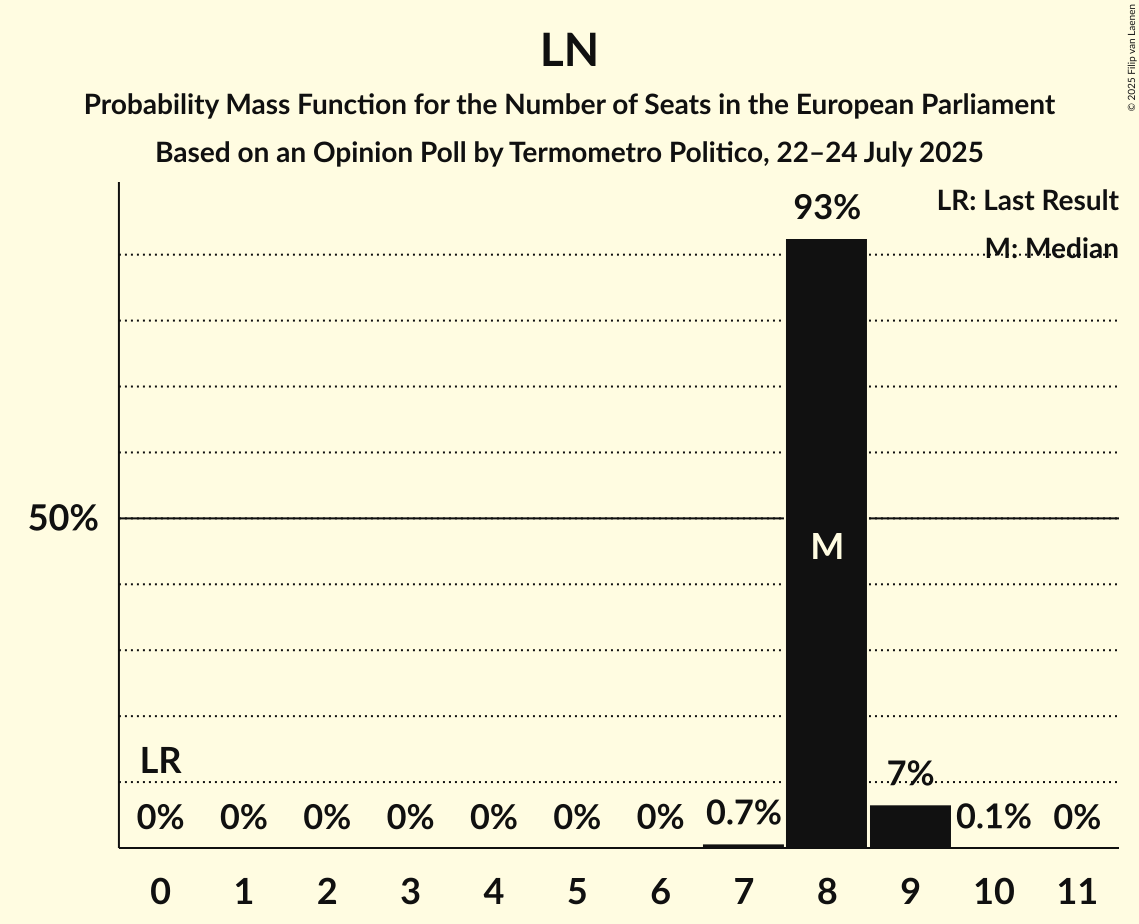 LN
Probability Mass Function for the Number of Seats in the European Parliament
Based on an Opinion Poll by Termometro Politico, 22–24 July 2025
© 2025 Filip van Laenen
LR: Last Result
M: Median
93%
50%
M
LR
0% 0% 0% 0% 0% 0% 0% 0.7% 7% 0.1% 0%
0 1 2 3 4 5 6 7 8 9 10 11